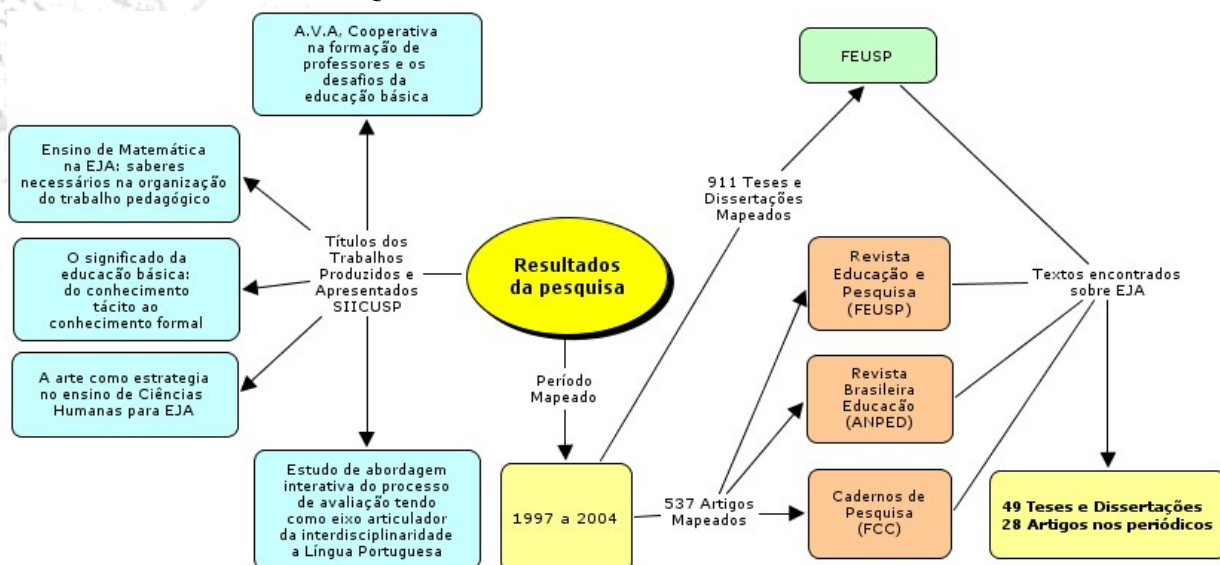 A.V.A, Cooperativa
na formação de
professores e os
desafios da
educação básica
Ensino de Matemática
na EJA: saberes
necessários na organização
do trabalho pedagógico
O significado da
educacão básica:
do conhecimento
tácito ao
conhecimento formal
A arte como estrategia
no ensino de Ciências
Humanas para EJA
Estudo de abordagem
interativa do processo
de avaliação tendo
como eixo articulador
da interdisciplinaridade
a Língua Portuguesa
Títulos dos
Trabalhos
Produzidos e
Apresentados
SIICUSP
Resultados
da pesquisa
Período
Mapeado
1997 a 2004
911 Teses e
Dissertações
Mapeados
537 Artigos
Mapeados
FEUSP
Revista
Educação e
Pesquisa
(FEUSP)
Revista
Brasileira
Educacão
(ANPED)
Cadernos de
Pesquisa
(FCC)
Textos encontrados
sobre EJA
49 Teses e Dissertações
28 Artigos nos periódicos